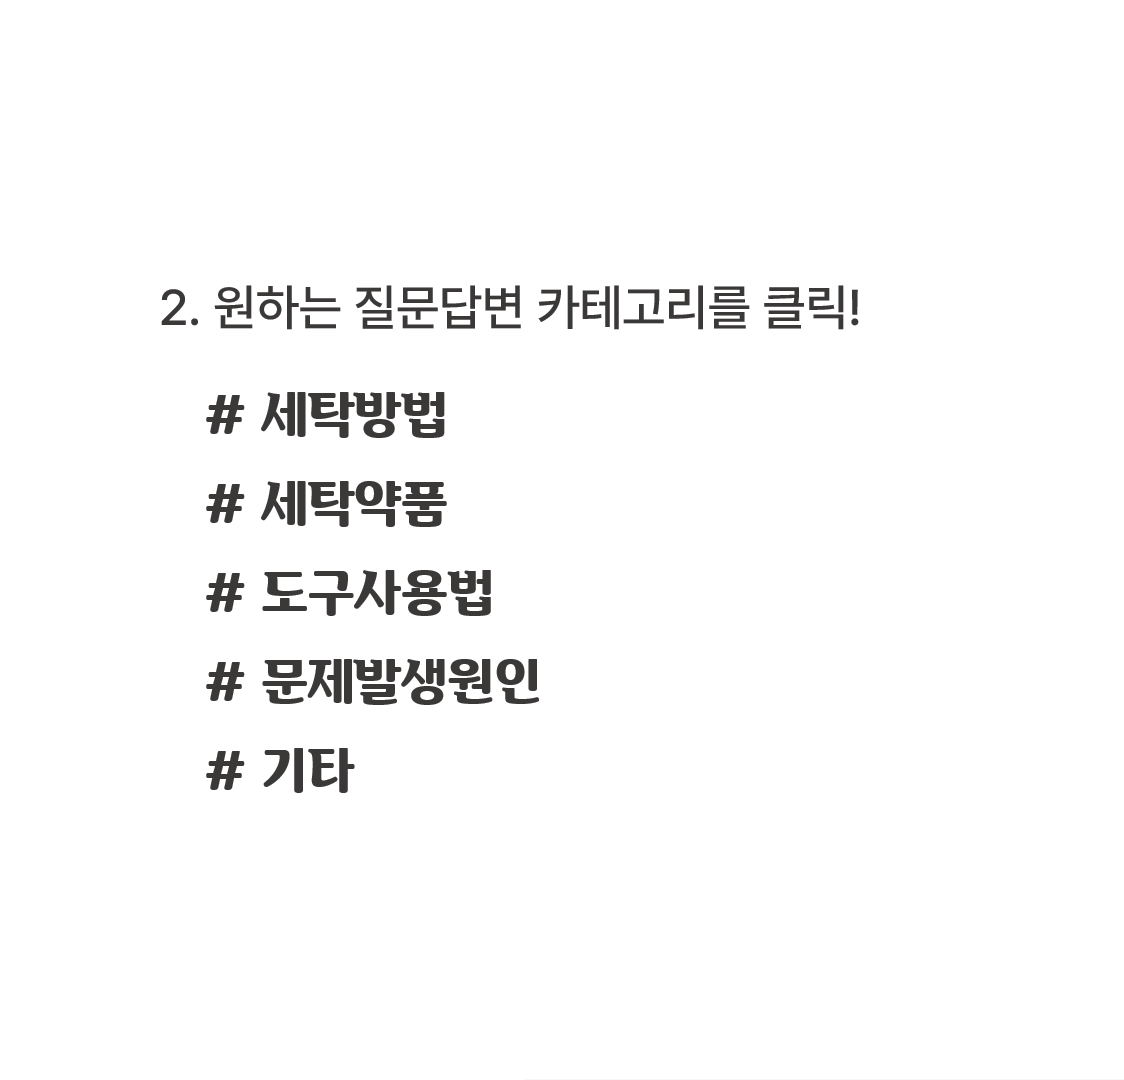 2. 원하는 질문답변 카테고리를 클릭!
# 세탁방법
# 세탁약품
# 도구사용법
# 문제발생원인
# 기타